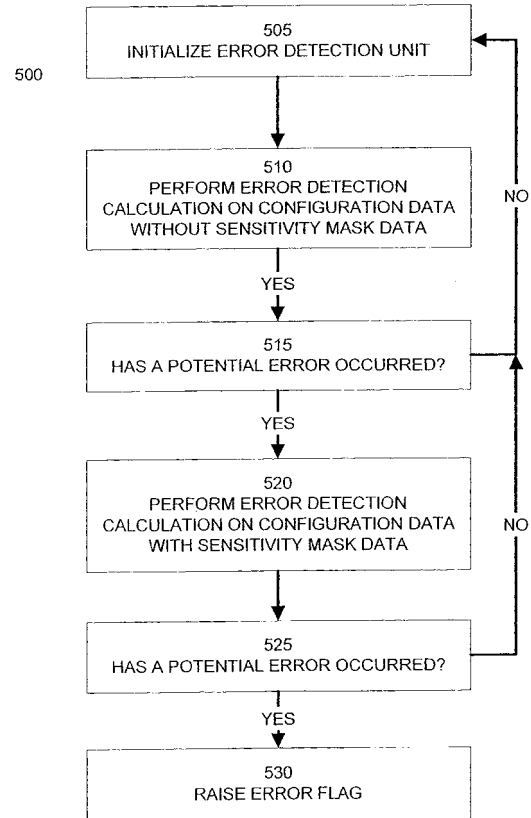 505
INITIALIZE ERROR DETECTION UNIT
500
510
PERFORM ERROR DETECTION
CALCULATION ON CONFIGURATION DATA
WITHOUT SENSITIVITY MASK DATA
NO
YES
515
HAS A POTENTIAL ERROR OCCURRED?
YES
520
PERFORM ERROR DETECTION
CALCULATION ON CONFIGURATION DATA
WITH SENSITIVITY MASK DATA
NO
525
HAS A POTENTIAL ERROR OCCURRED?
YES
530
RAISE ERROR FLAG